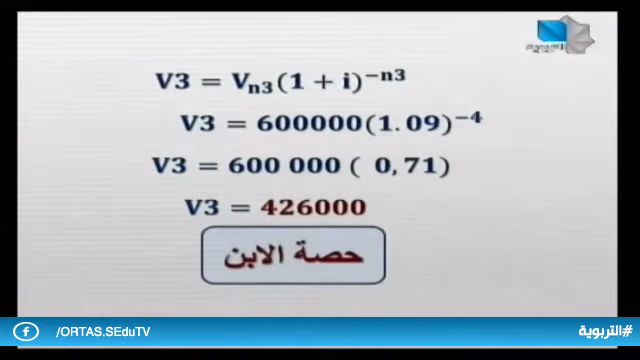 V3 = Vn3(1 + i)^−n3
V3 = 600000(1.09)^−4
V3 = 600 000 ( 0,71)
V3 = 426000
حصة الابن
/ORTAS.SEduTV
#التربوية